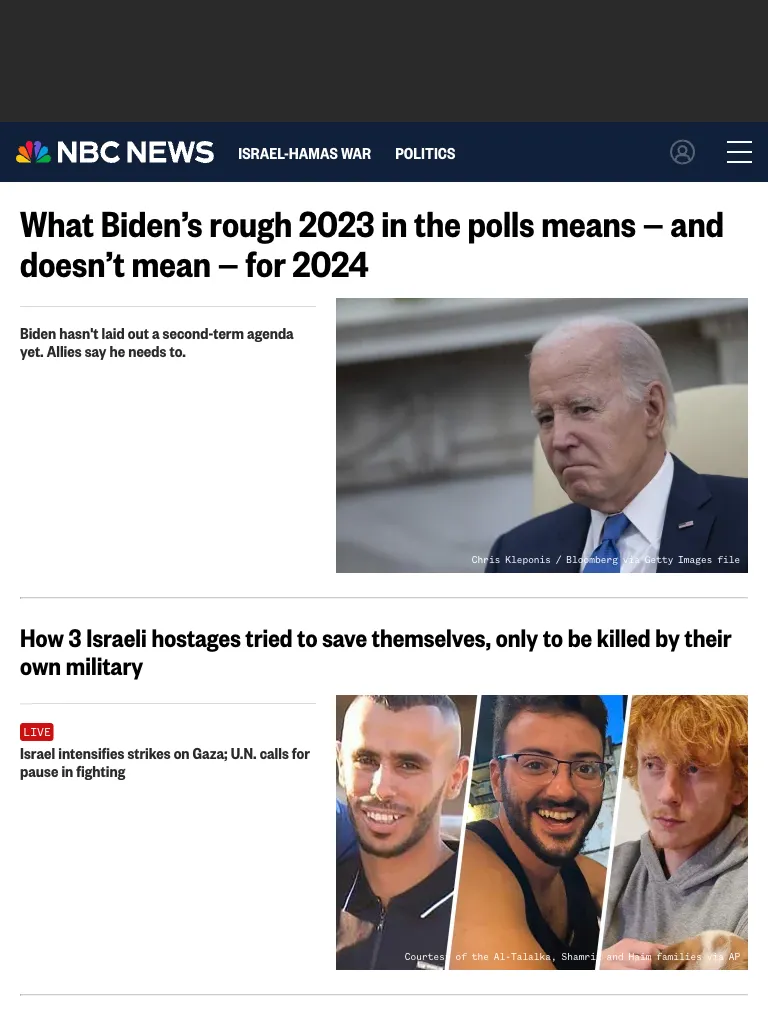 NBC NEWS ISRAEL-HAMAS WAR POLITICS
What Biden’s rough 2023 in the polls means — and
doesn’t mean — for 2024
Biden hasn't laid out a second-term agenda
yet. Allies say he needs to.
Chris Kleponis / Bloomberg via Getty Images file
How 3 Israeli hostages tried to save themselves, only to be killed by their
own military
LIVE
Israel intensifies strikes on Gaza; U.N. calls for
pause in fighting
Courtesy of the Al-Talalka, Shamriz and Haim families via AP